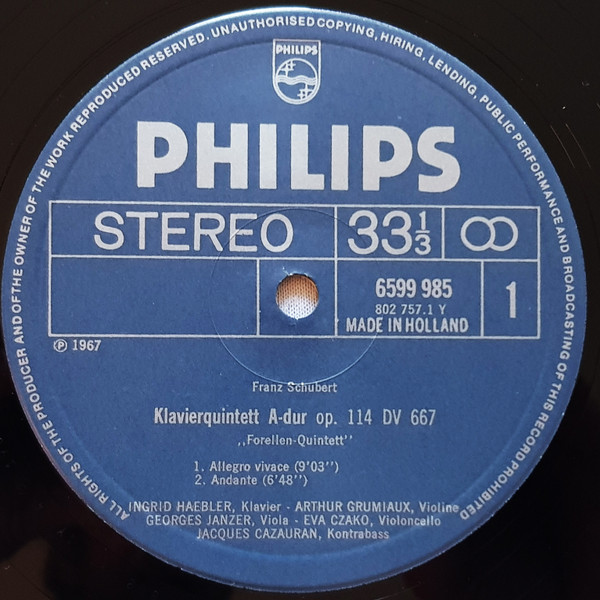 ALL RIGHTS OF THE PRODUCER AND OF THE OWNER OF THE WORK REPRODUCED RESERVED. UNAUTHORISED COPYING, HIRING, LENDING, PUBLIC PERFORMANCE AND BROADCASTING OF THIS RECORD PROHIBITED
PHILIPS
PHILIPS
STEREO 33⅓
6599 985
802 757.1 Y
MADE IN HOLLAND
1
℗ 1967
Franz Schubert
Klavierquintett A-dur op. 114 DV 667
,,Forellen-Quintett''
1. Allegro vivace (9'03'')
2. Andante (6'48'')
INGRID HAEBLER, Klavier - ARTHUR GRUMIAUX, Violine
GEORGES JANZER, Viola - EVA CZAKO, Violoncello
JACQUES CAZAURAN, Kontrabass